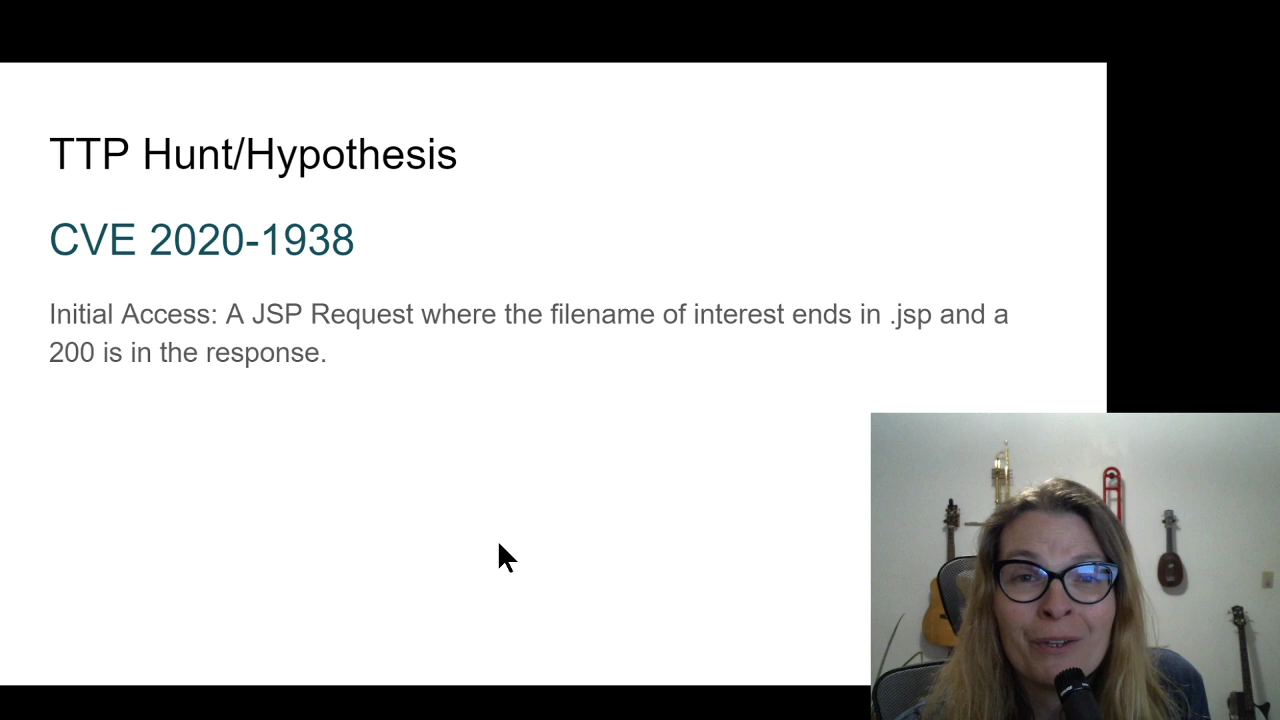 TTP Hunt/Hypothesis
CVE 2020-1938
Initial Access: A JSP Request where the filename of interest ends in .jsp and a
200 is in the response.